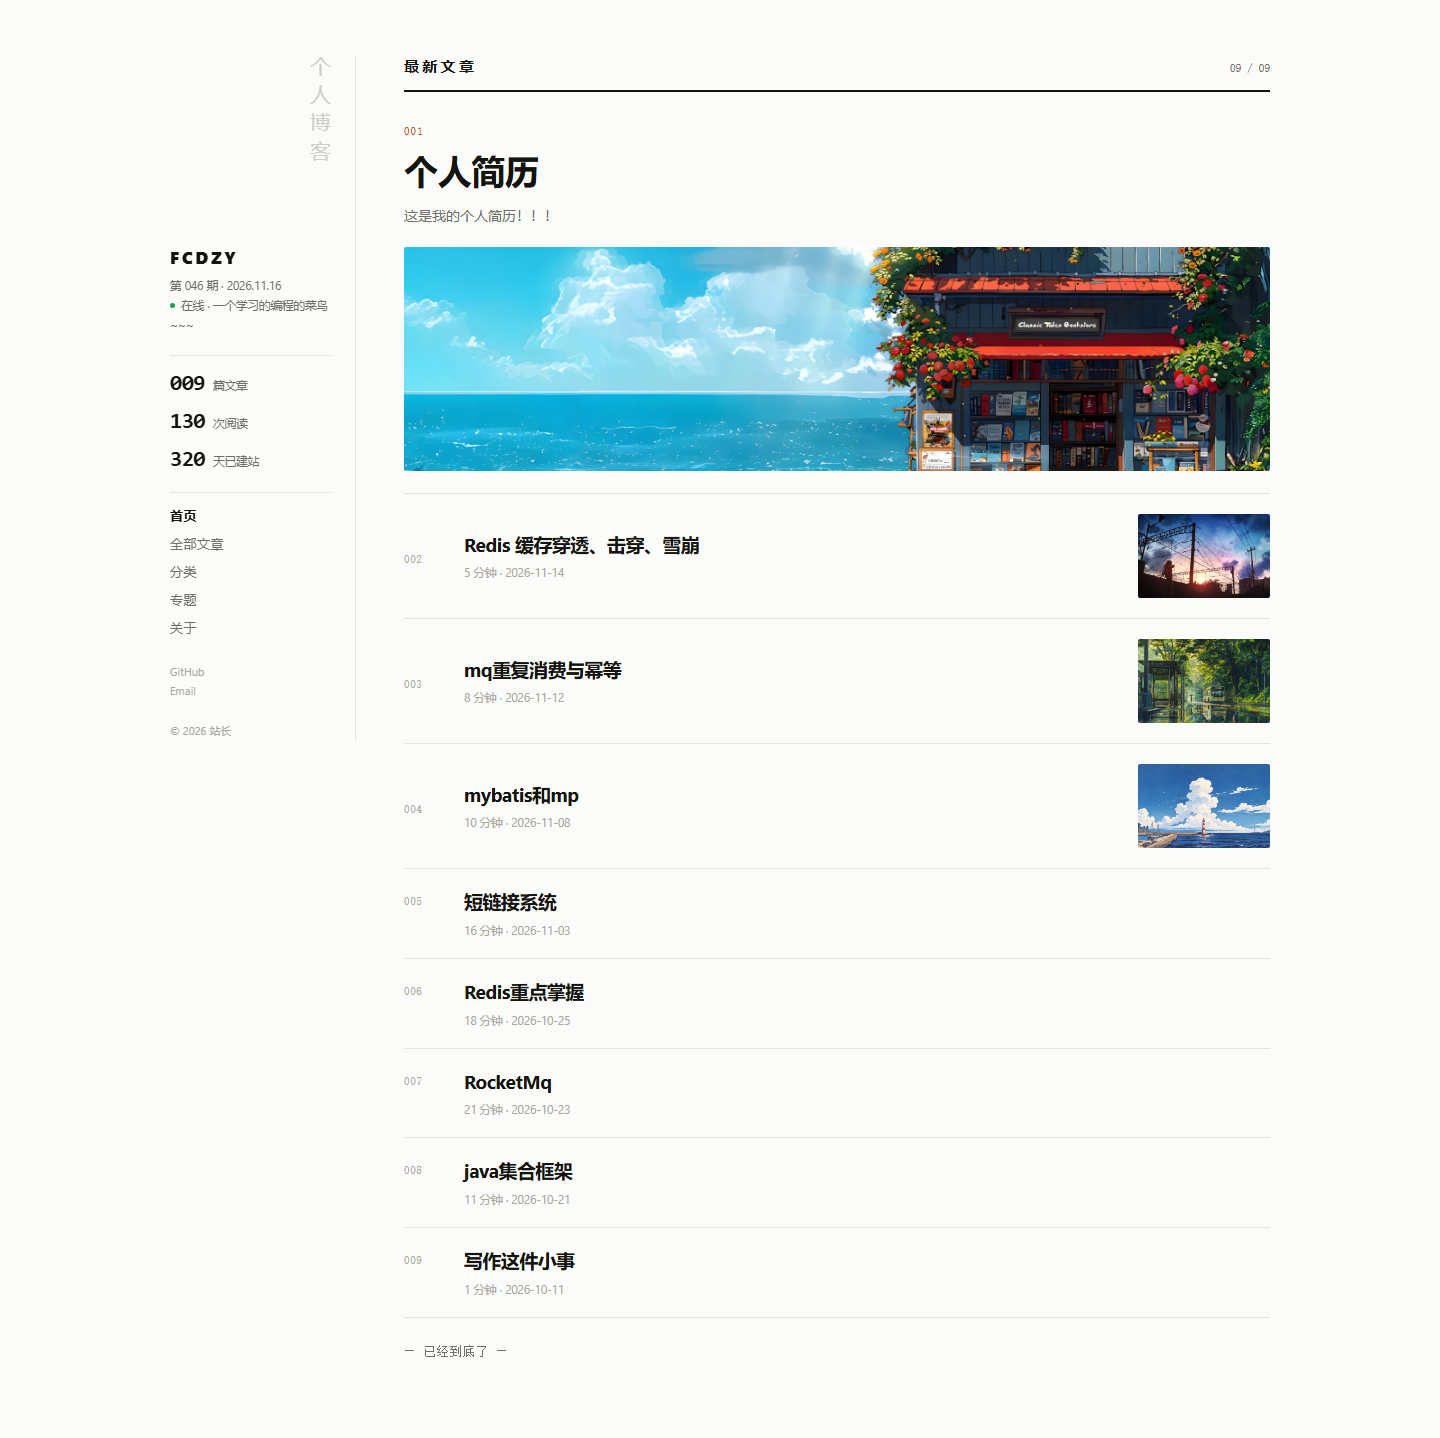 个人博客
FCDZY
第 046 期 · 2026.11.16
在线 · 一个学习的编程的菜鸟
~~~
009 篇文章
130 次阅读
320 天已建站
首页
全部文章
分类
专题
关于
GitHub
Email
© 2026 站长
最新文章
09 / 09
001
个人简历
这是我的个人简历！！！
Classic Tales Bookstore
002
Redis 缓存穿透、击穿、雪崩
5 分钟 · 2026-11-14
003
mq重复消费与幂等
8 分钟 · 2026-11-12
004
mybatis和mp
10 分钟 · 2026-11-08
005
短链接系统
16 分钟 · 2026-11-03
006
Redis重点掌握
18 分钟 · 2026-10-25
007
RocketMq
21 分钟 · 2026-10-23
008
java集合框架
11 分钟 · 2026-10-21
009
写作这件小事
1 分钟 · 2026-10-11
— 已经到底了 —